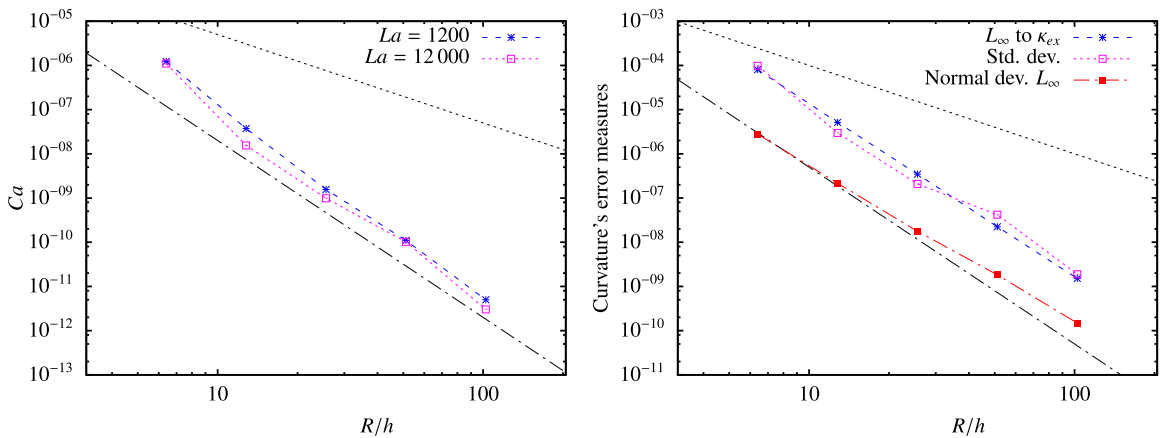 10⁻⁰⁵
10⁻⁰⁶
10⁻⁰⁷
10⁻⁰⁸
10⁻⁰⁹
10⁻¹⁰
10⁻¹¹
10⁻¹²
10⁻¹³
Ca
La = 1200
La = 12 000
10
100
R/h
10⁻⁰³
10⁻⁰⁴
10⁻⁰⁵
10⁻⁰⁶
10⁻⁰⁷
10⁻⁰⁸
10⁻⁰⁹
10⁻¹⁰
10⁻¹¹
Curvature's error measures
L∞ to κₑₓ
Std. dev.
Normal dev. L∞
10
100
R/h